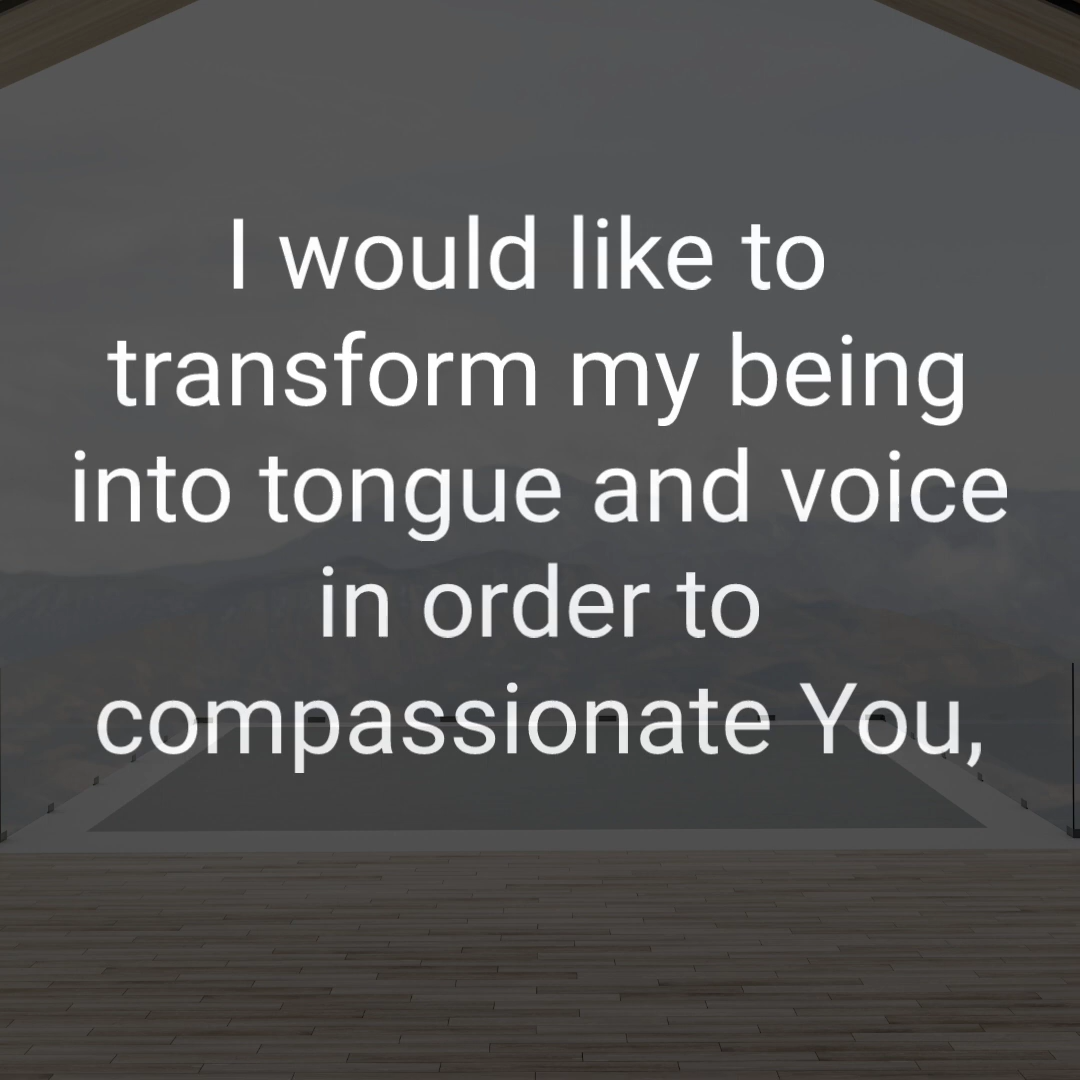 I would like to
transform my being
into tongue and voice
in order to
compassionate You,